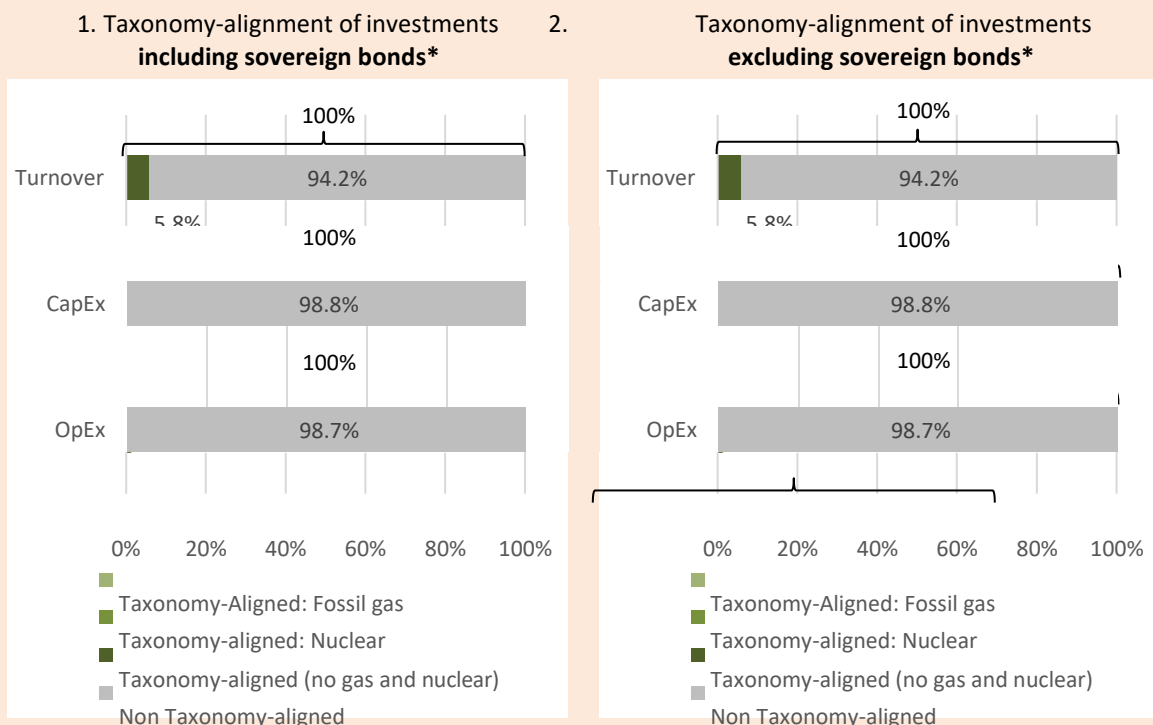 1. Taxonomy-alignment of investments
including sovereign bonds*
100%
Turnover
94.2%
5.8%
100%
CapEx
98.8%
100%
OpEx
98.7%
0% 20% 40% 60% 80% 100%
Taxonomy-Aligned: Fossil gas
Taxonomy-aligned: Nuclear
Taxonomy-aligned (no gas and nuclear)
Non Taxonomy-aligned
2. Taxonomy-alignment of investments
excluding sovereign bonds*
100%
Turnover
94.2%
5.8%
100%
CapEx
98.8%
100%
OpEx
98.7%
0% 20% 40% 60% 80% 100%
Taxonomy-Aligned: Fossil gas
Taxonomy-aligned: Nuclear
Taxonomy-aligned (no gas and nuclear)
Non Taxonomy-aligned